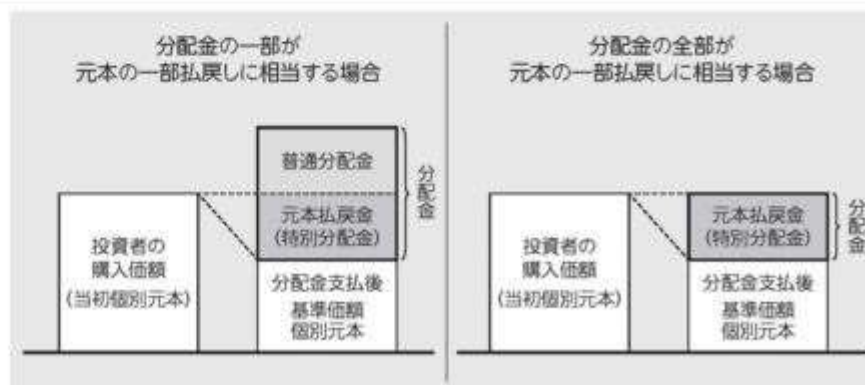 分配金の一部が
元本の一部払戻しに相当する場合
普通分配金
元本払戻金
(特別分配金)
分配金
投資者の
購入価額
(当初個別元本)
分配金支払後
基準価額
個別元本
分配金の全部が
元本の一部払戻しに相当する場合
元本払戻金
(特別分配金)
分配金
投資者の
購入価額
(当初個別元本)
分配金支払後
基準価額
個別元本